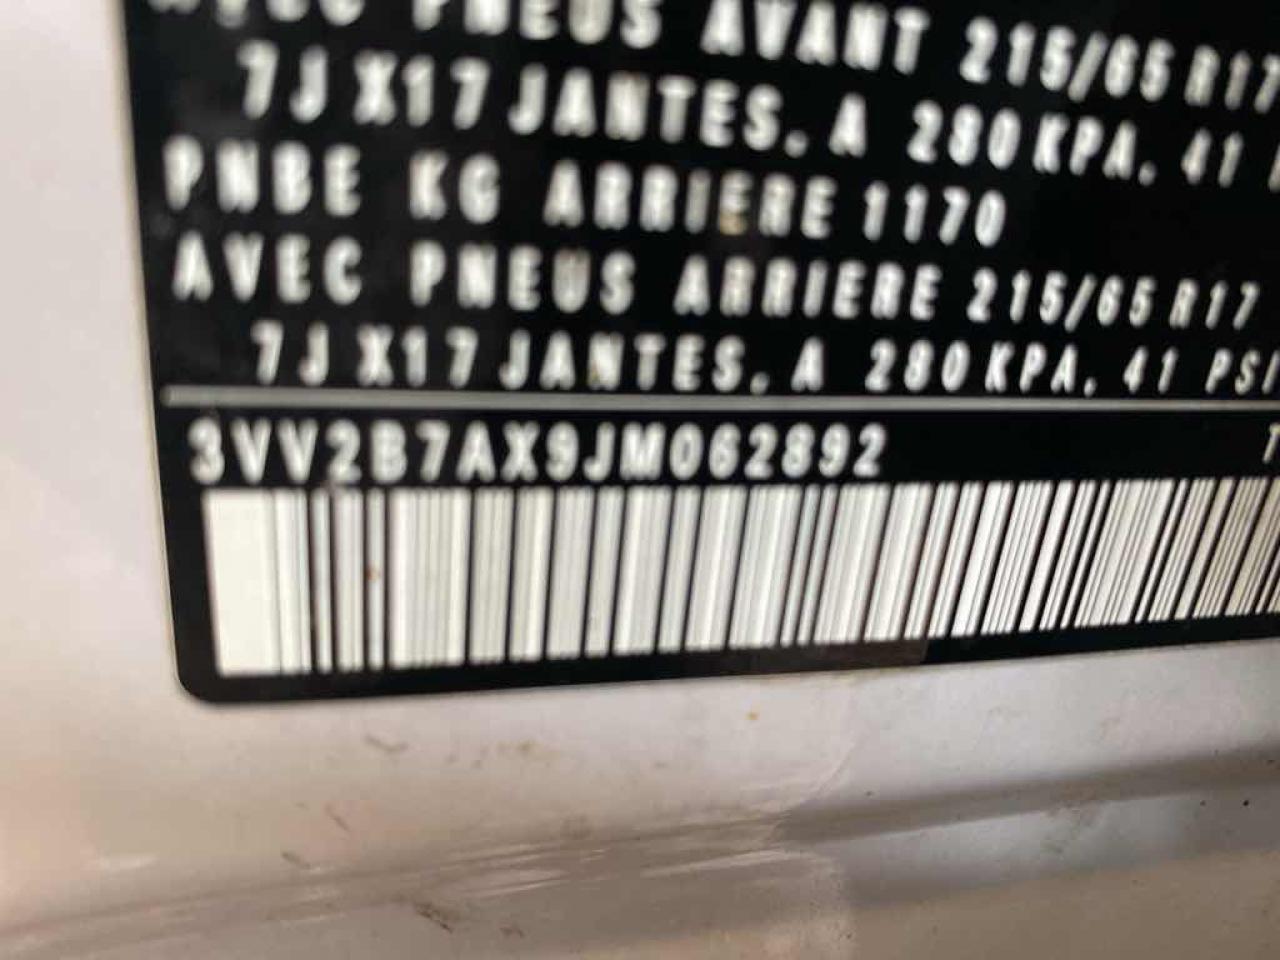 AVEC PNEUS AVANT 215/65 R17
7J X17 JANTES, A 280 KPA, 41
PNBE KG ARRIERE 1170
AVEC PNEUS ARRIERE 215/65 R17
7J X17 JANTES, A 280 KPA, 41 PSI
3VV2B7AX9JM062892 T